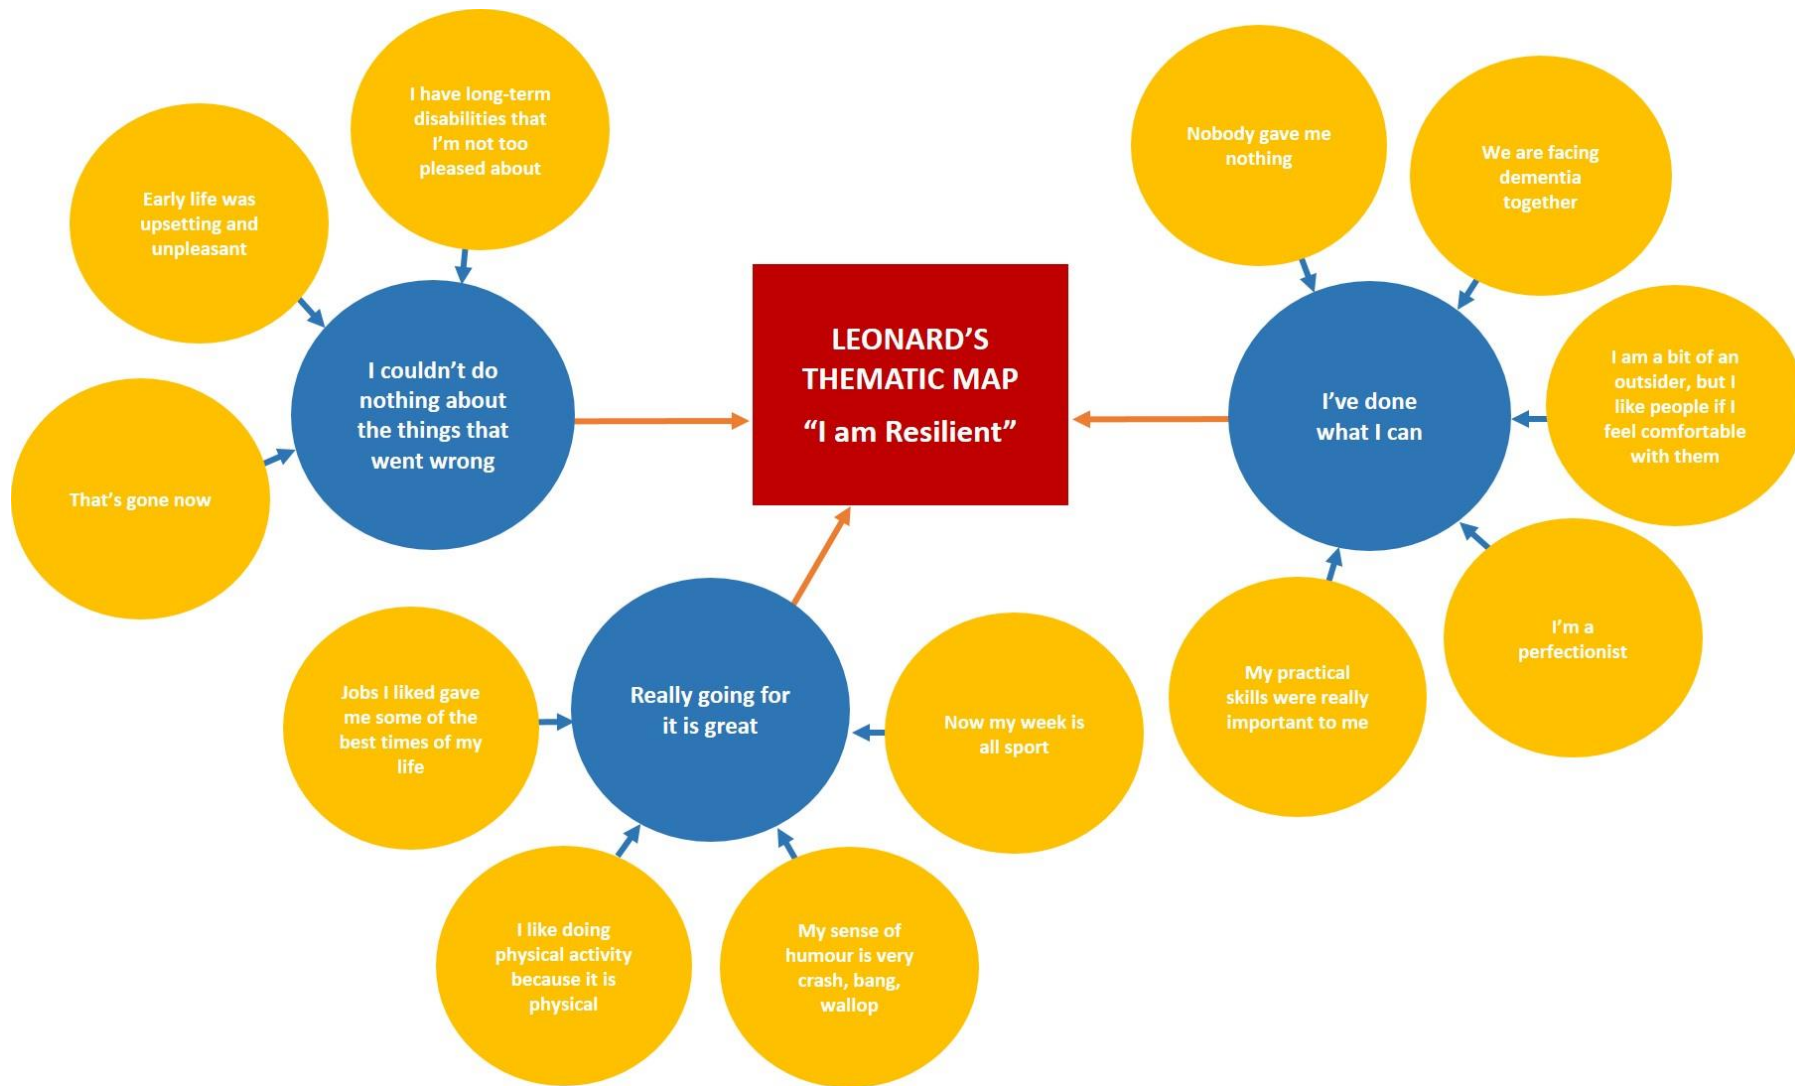 I have long-term
disabilities that
I'm not too
pleased about
Early life was
upsetting and
unpleasant
That's gone now
I couldn't do
nothing about
the things that
went wrong
LEONARD'S
THEMATIC MAP
“I am Resilient”
Nobody gave me
nothing
We are facing
dementia
together
I am a bit of an
outsider, but I
like people if I
feel comfortable
with them
I've done
what I can
I'm a
perfectionist
My practical
skills were really
important to me
Jobs I liked gave
me some of the
best times of my
life
Really going for
it is great
Now my week is
all sport
I like doing
physical activity
because it is
physical
My sense of
humour is very
crash, bang,
wallop